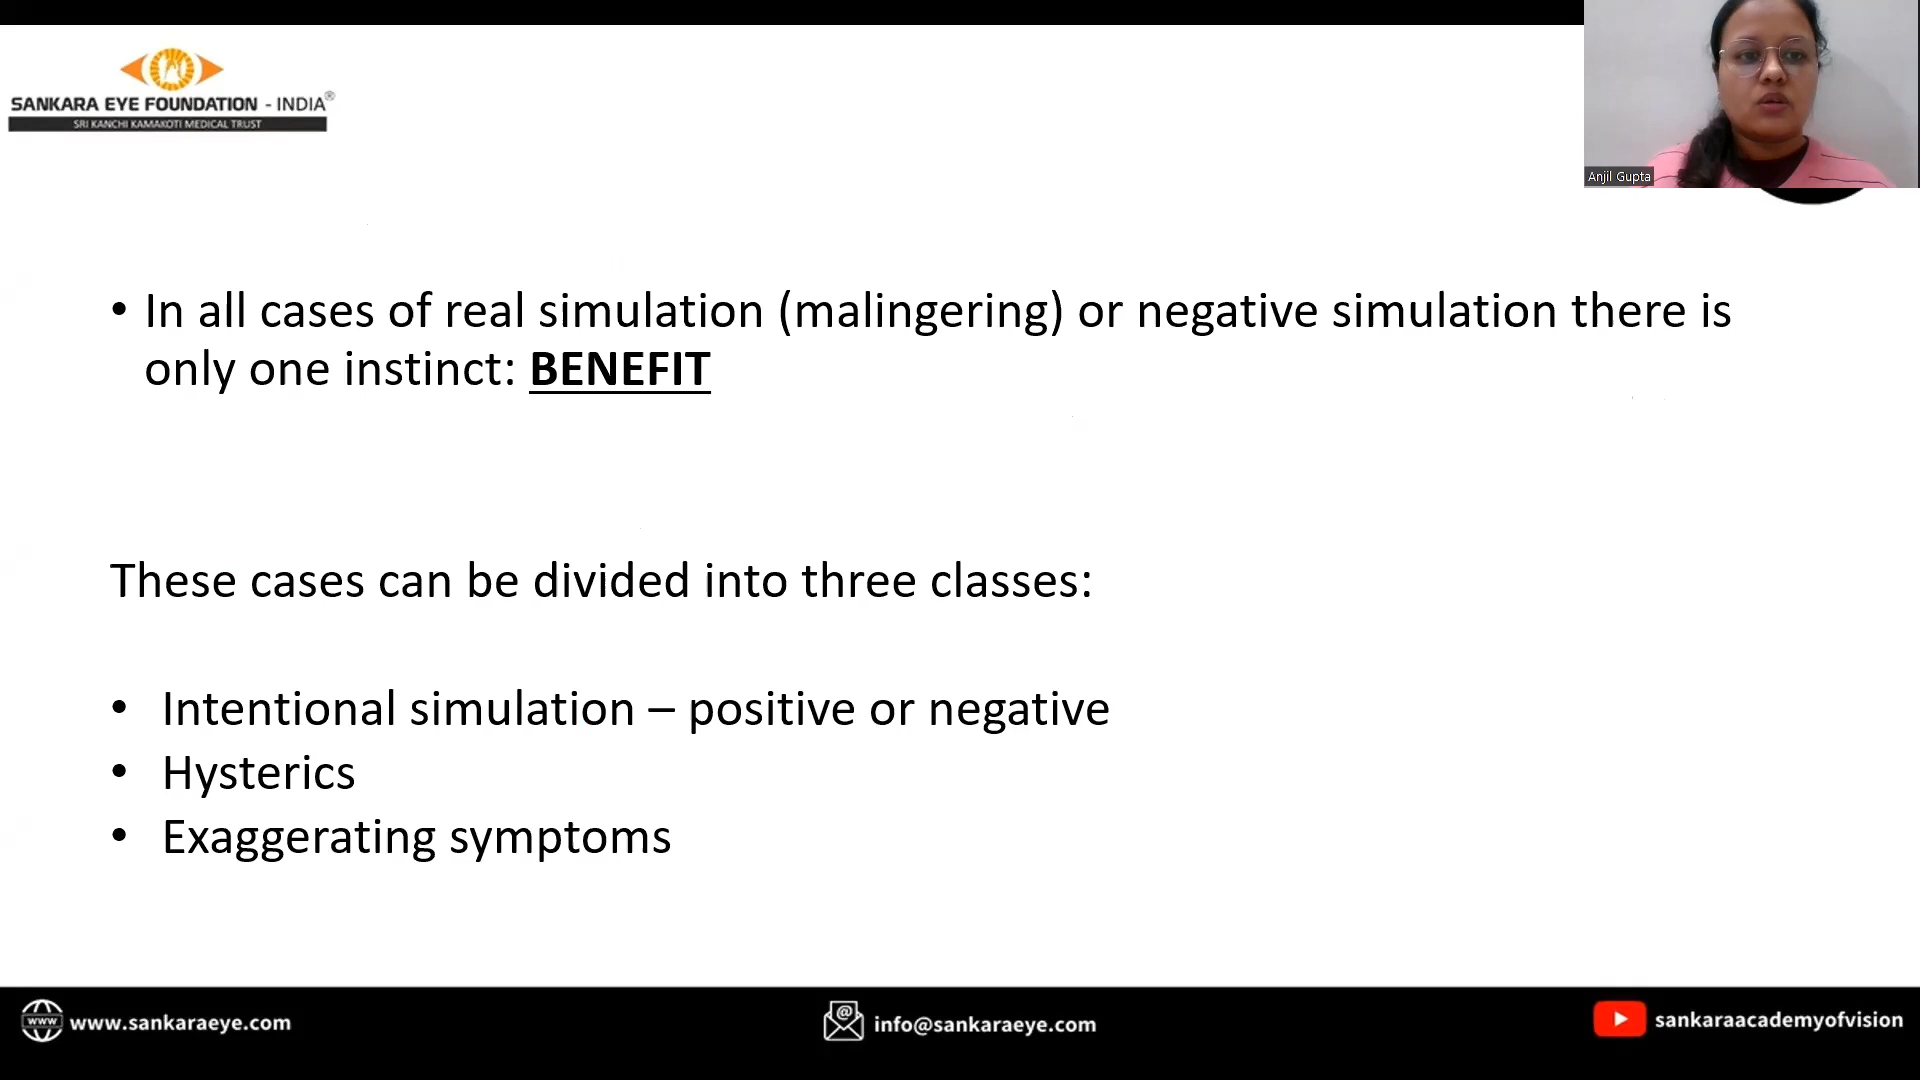 SANKARA EYE FOUNDATION - INDIA®
SRI KANCHI KAMAKOTI MEDICAL TRUST
Anjil Gupta
• In all cases of real simulation (malingering) or negative simulation there is
only one instinct: BENEFIT
These cases can be divided into three classes:
• Intentional simulation – positive or negative
• Hysterics
• Exaggerating symptoms
www www.sankaraeye.com
@ info@sankaraeye.com
sankaraacademyofvision